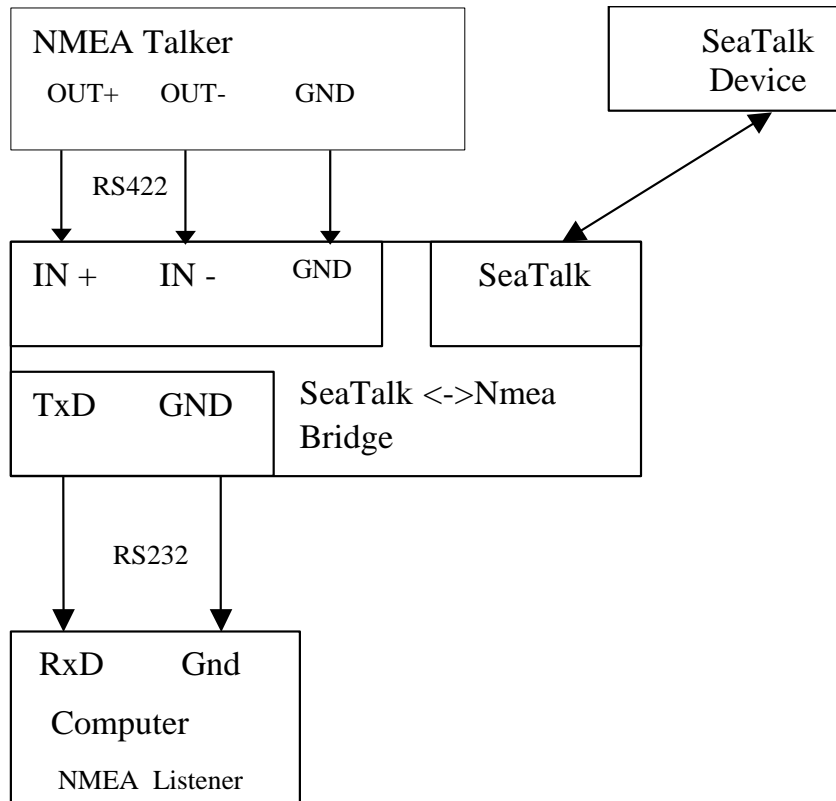 NMEA Talker
OUT+ OUT- GND
SeaTalk
Device
RS422
IN + IN - GND
SeaTalk
TxD GND
SeaTalk <->Nmea
Bridge
RS232
RxD Gnd
Computer
NMEA Listener